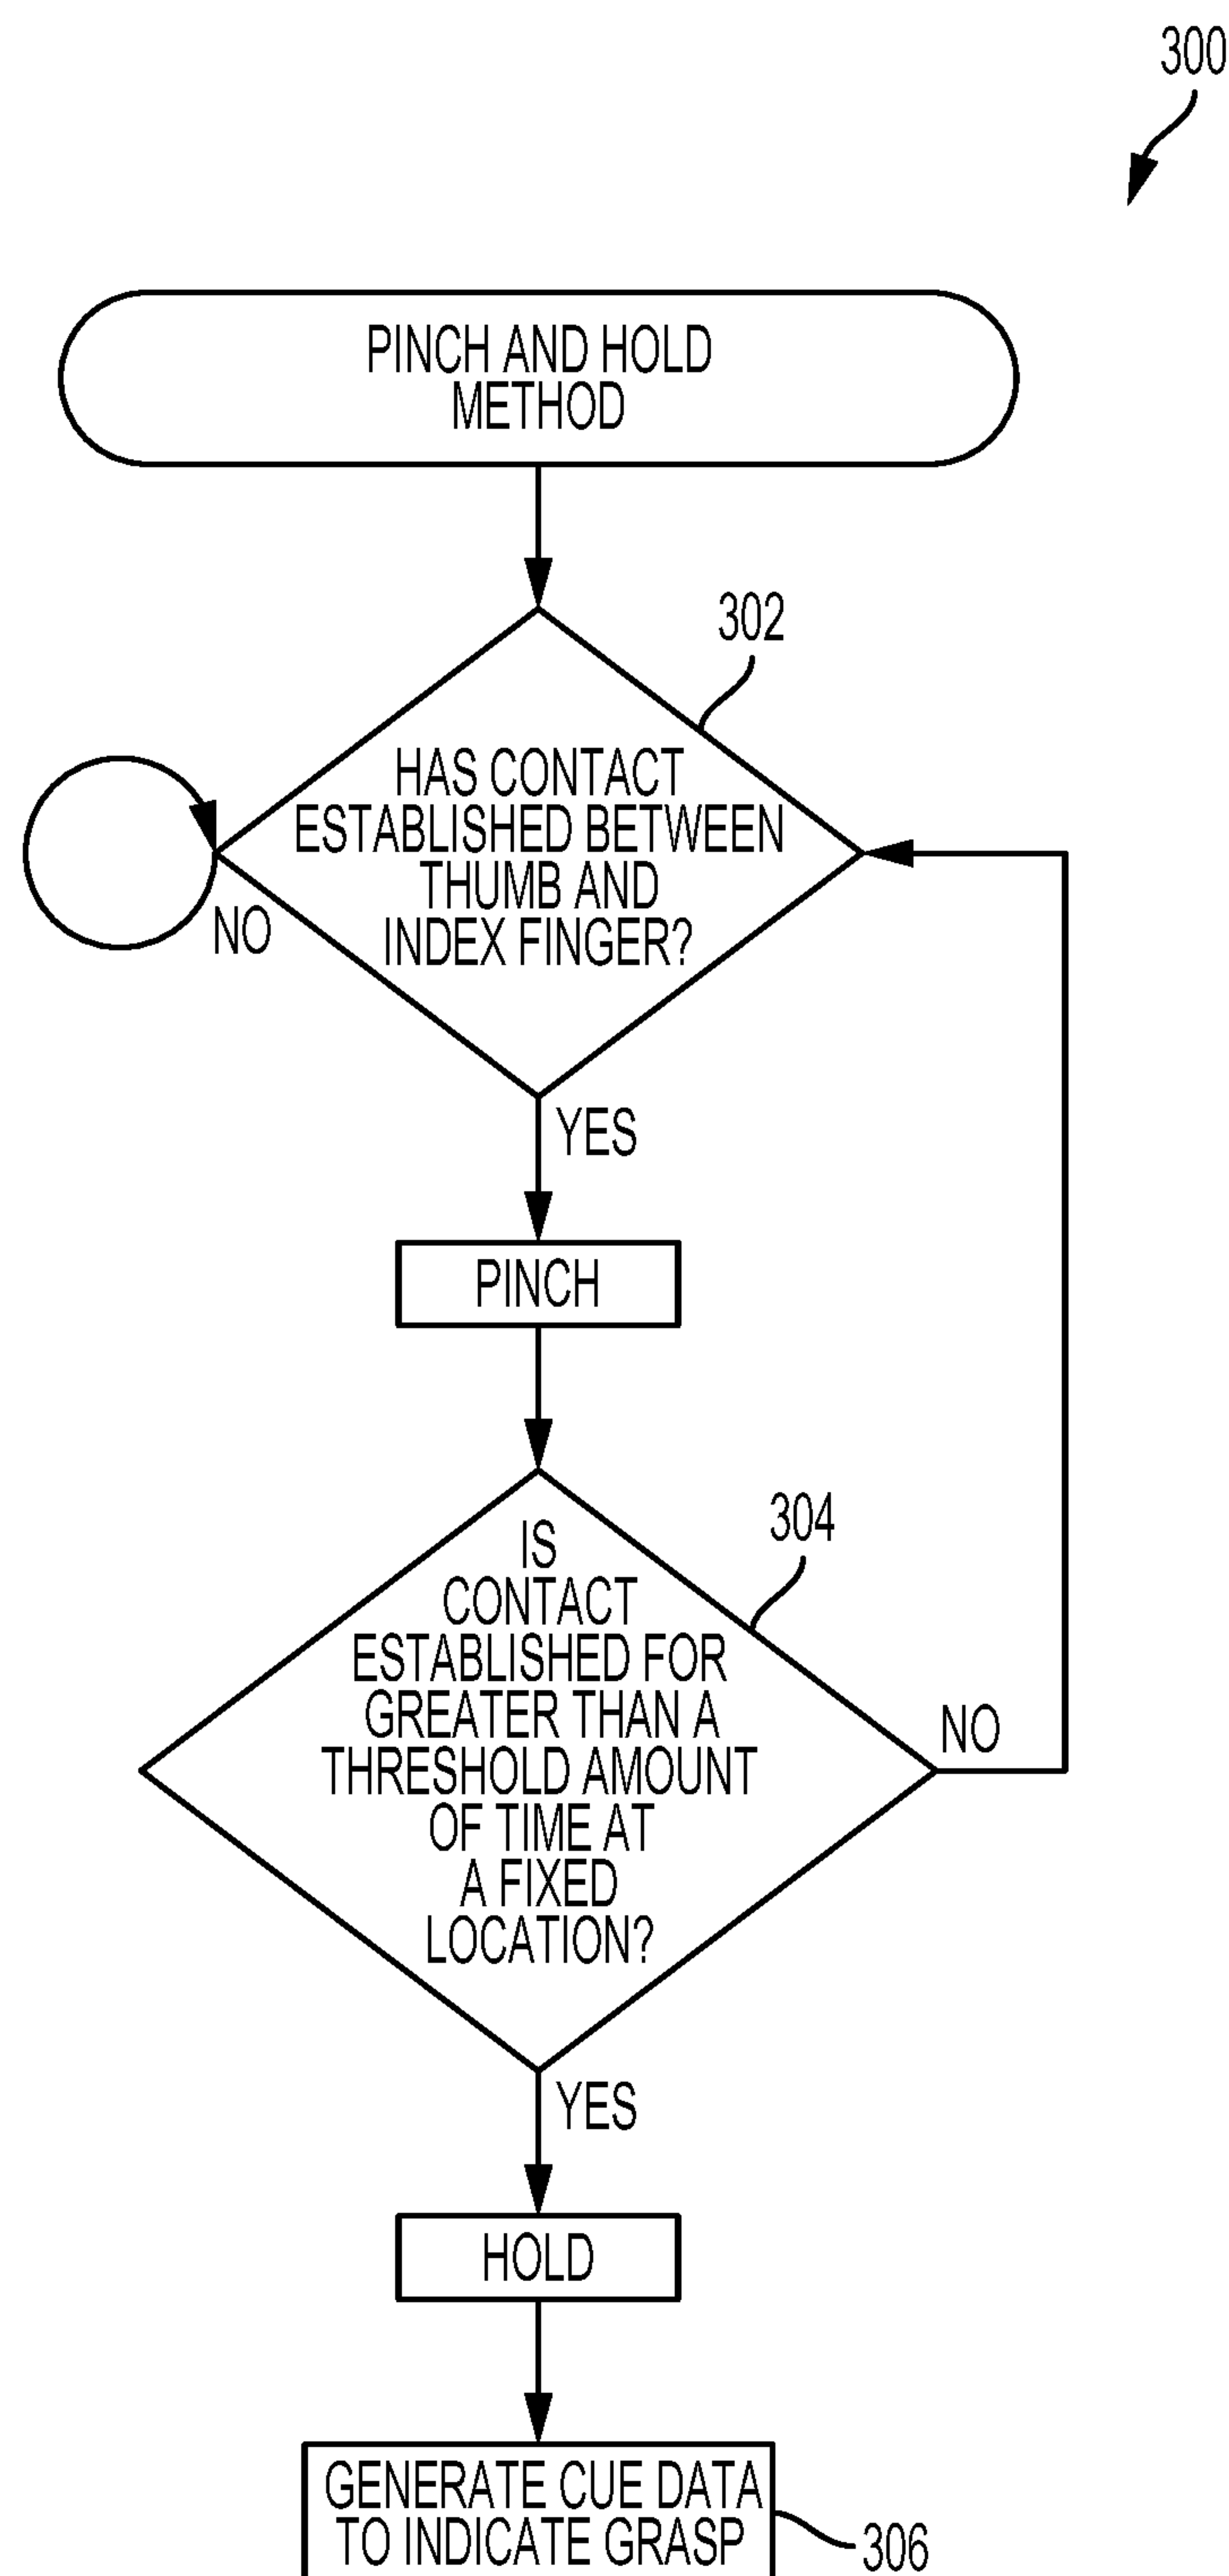 300
PINCH AND HOLD
METHOD
302
HAS CONTACT
ESTABLISHED BETWEEN
THUMB AND
INDEX FINGER?
NO
YES
PINCH
304
IS
CONTACT
ESTABLISHED FOR
GREATER THAN A
THRESHOLD AMOUNT
OF TIME AT
A FIXED
LOCATION?
NO
YES
HOLD
GENERATE CUE DATA
TO INDICATE GRASP
306